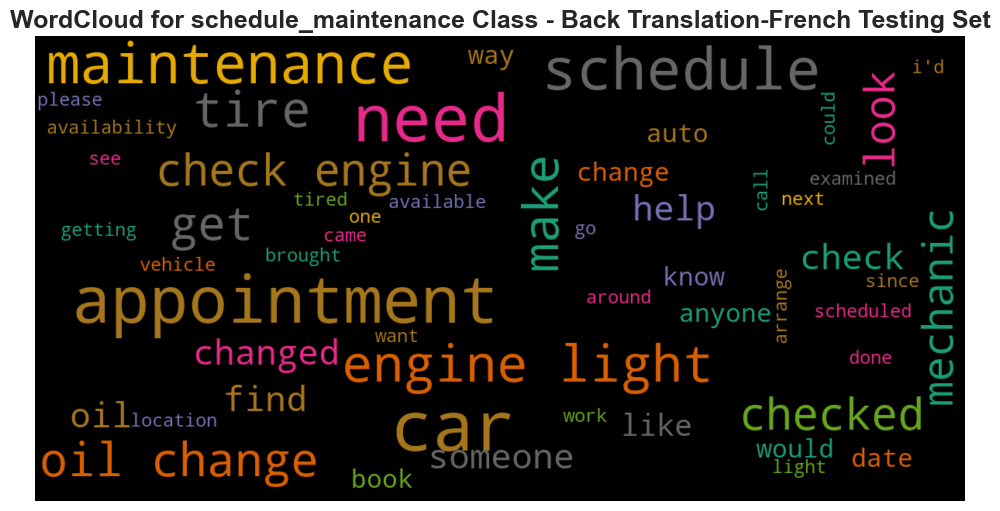 WordCloud for schedule_maintenance Class - Back Translation-French Testing Set
maintenance
way
schedule
i'd
please
tire
need
could
look
availability
auto
see
check engine
make
change
call
examined
tired
available
one
next
help
get
getting
came
go
mechanic
brought
check
vehicle
know
since
appointment
around
anyone
arrange
scheduled
want
changed
engine light
done
find
oil
location
car
work
like
checked
would
oil change
someone
light
date
book